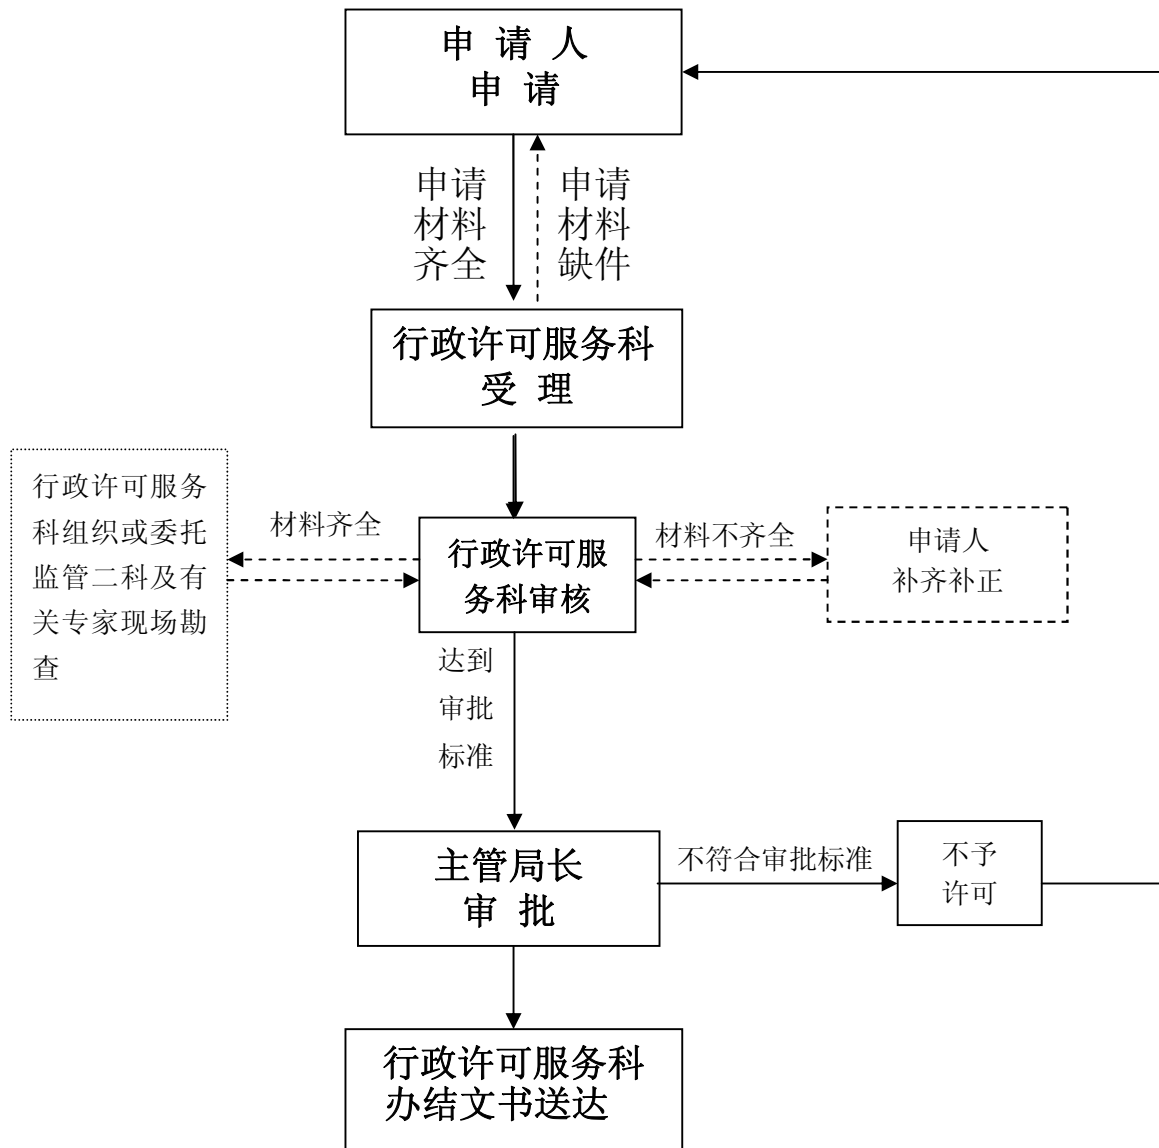 申 请 人
申 请
申请
材料
齐全
申请
材料
缺件
行政许可服务科
受 理
行政许可服务
科组织或委托
监管二科及有
关专家现场勘
查
材料齐全
行政许可服
务科审核
材料不齐全
申请人
补齐补正
达到
审批
标准
主管局长
审 批
不符合审批标准
不予
许可
行政许可服务科
办结文书送达